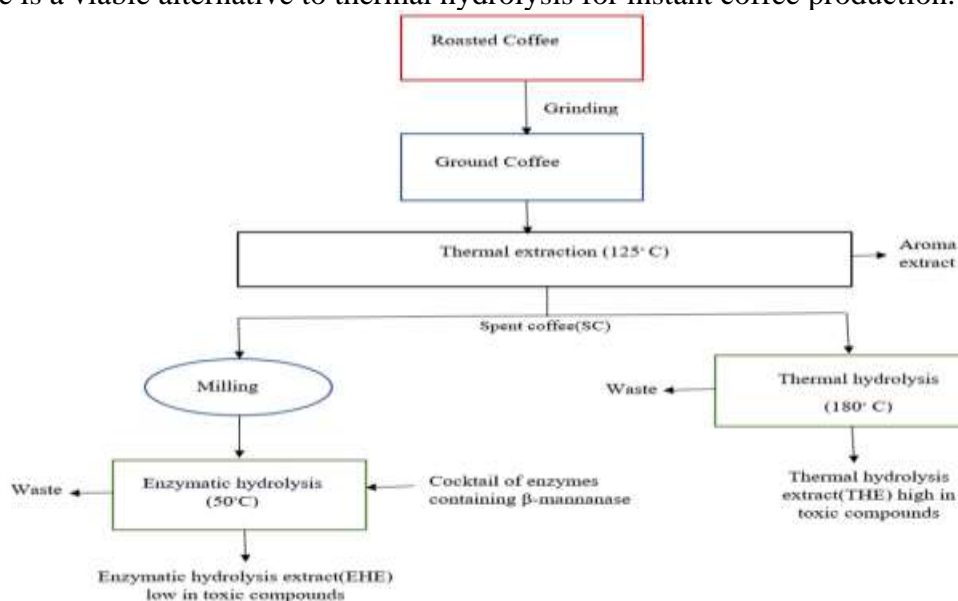 e is a viable alternative to thermal hydrolysis for instant coffee production.
Roasted Coffee
Grinding
Ground Coffee
Thermal extraction (125° C)
Aroma
extract
Spent coffee(SC)
Milling
Waste
Thermal hydrolysis
(180° C)
Waste
Enzymatic hydrolysis
(50°C)
Cocktail of enzymes
containing β-mannanase
Thermal hydrolysis
extract(THE) high in
toxic compounds
Enzymatic hydrolysis extract(EHE)
low in toxic compounds